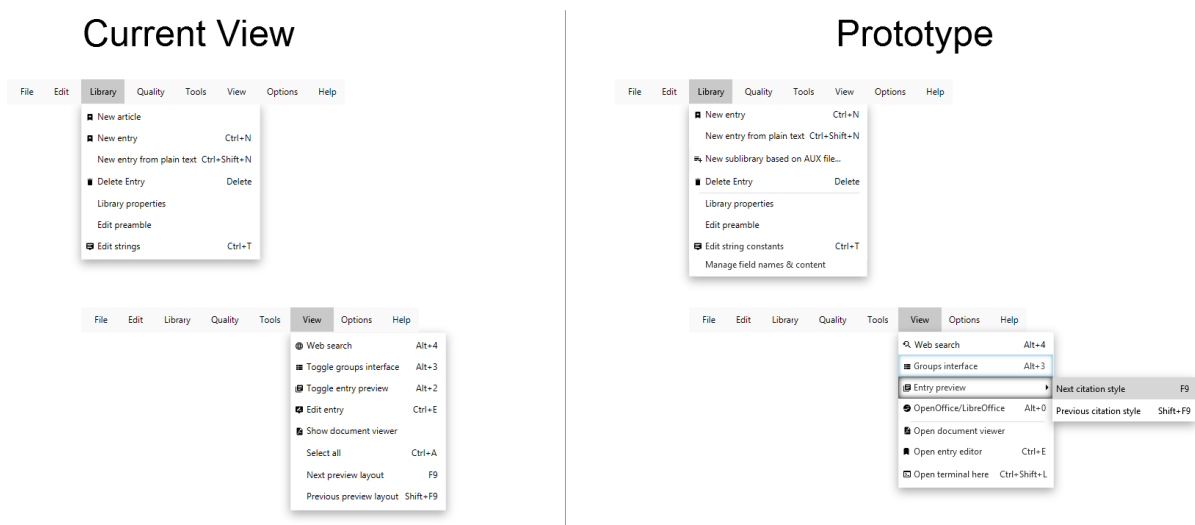 Current View
File Edit Library Quality Tools View Options Help
New article
New entry Ctrl+N
New entry from plain text Ctrl+Shift+N
Delete Entry Delete
Library properties
Edit preamble
Edit strings Ctrl+T
File Edit Library Quality Tools View Options Help
Web search Alt+4
Toggle groups interface Alt+3
Toggle entry preview Alt+2
Edit entry Ctrl+E
Show document viewer
Select all Ctrl+A
Next preview layout F9
Previous preview layout Shift+F9
Prototype
File Edit Library Quality Tools View Options Help
New entry Ctrl+N
New entry from plain text Ctrl+Shift+N
New sublibrary based on AUX file...
Delete Entry Delete
Library properties
Edit preamble
Edit string constants Ctrl+T
Manage field names & content
File Edit Library Quality Tools View Options Help
Web search Alt+4
Groups interface Alt+3
Entry preview
Next citation style F9
OpenOffice/LibreOffice Alt+0
Previous citation style Shift+F9
Open document viewer
Open entry editor Ctrl+E
Open terminal here Ctrl+Shift+L